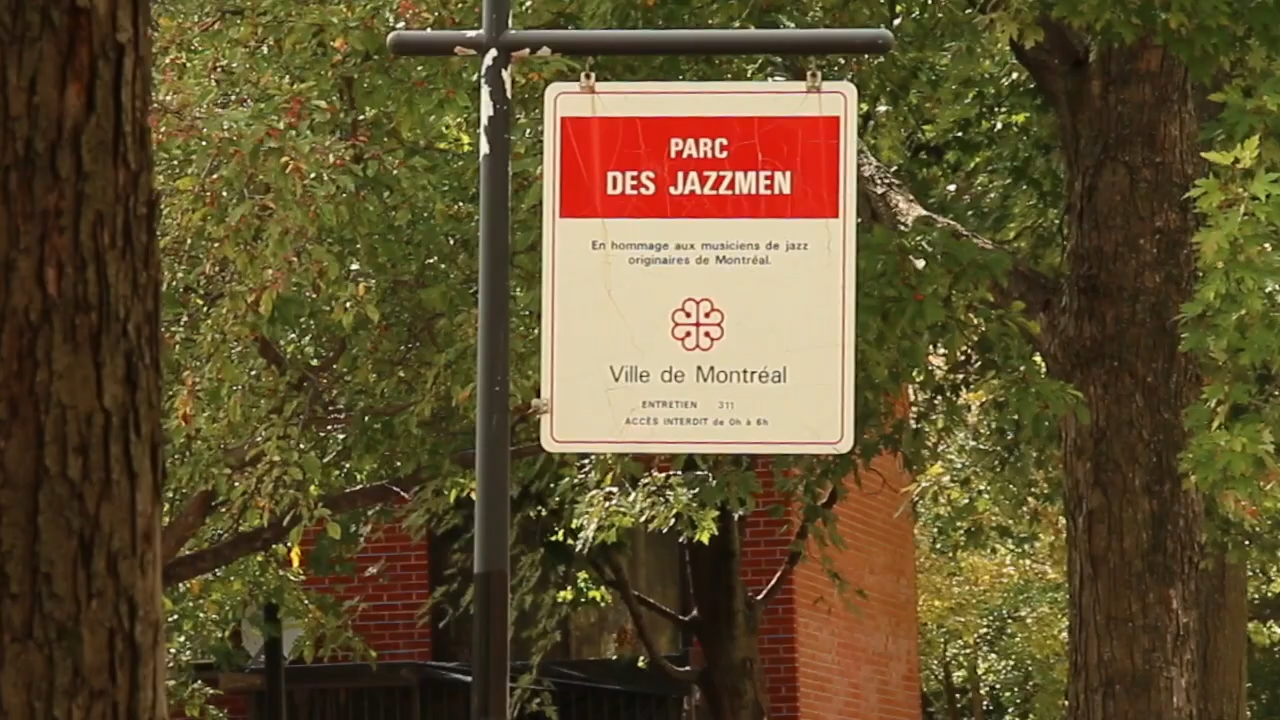 PARC
DES JAZZMEN
En hommage aux musiciens de jazz
originaires de Montréal.
Ville de Montréal
ENTRETIEN 311
ACCÈS INTERDIT de 0h à 6h